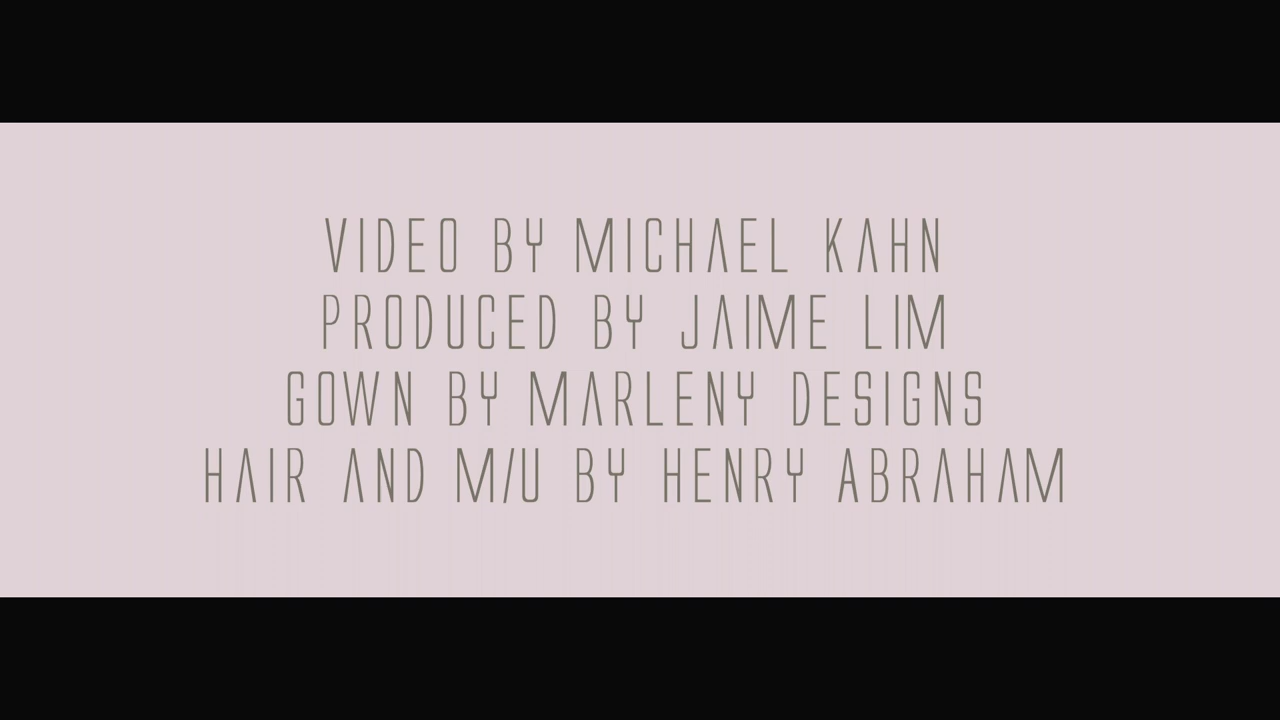 VIDEO BY MICHAEL KAHN
PRODUCED BY JAIME LIM
GOWN BY MARLENY DESIGNS
HAIR AND M/U BY HENRY ABRAHAM